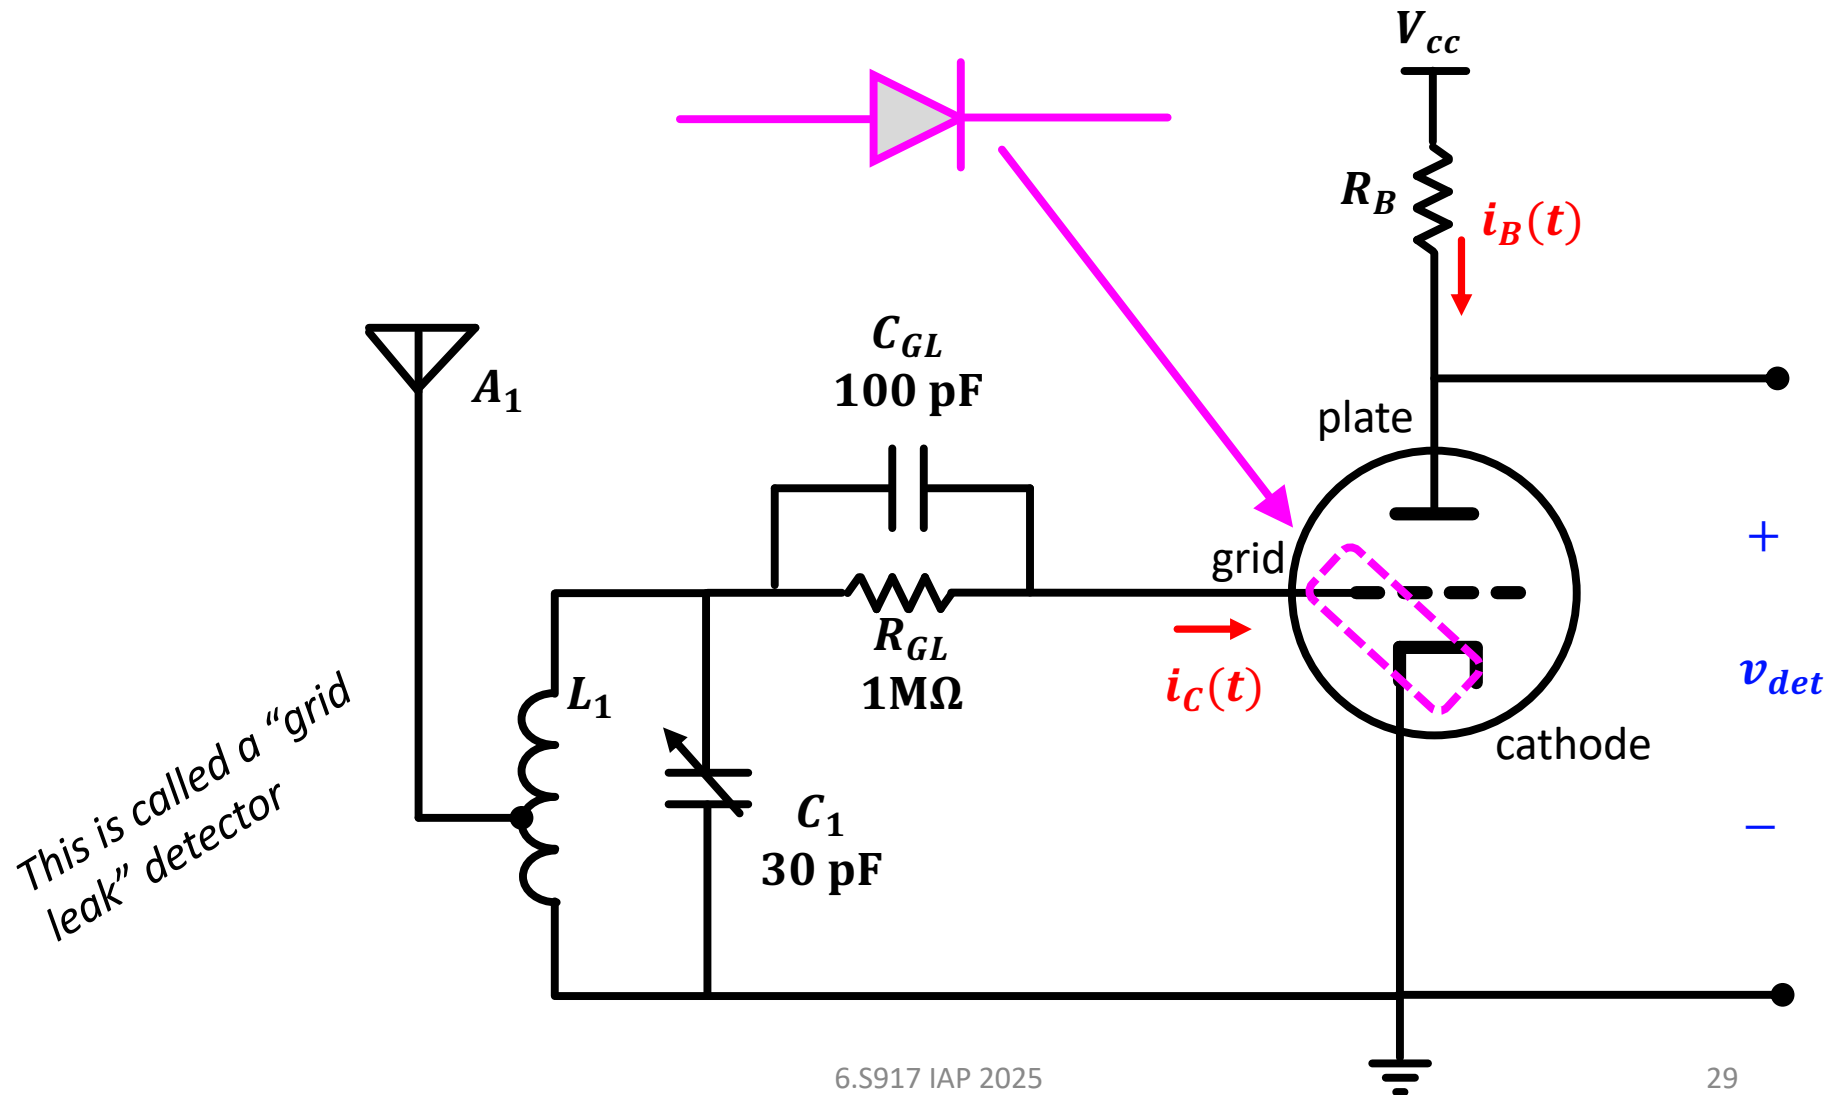 V_cc
R_B
i_B(t)
A_1
C_GL
100 pF
plate
grid
+
R_GL
1MΩ
i_C(t)
v_det
L_1
cathode
C_1
30 pF
−
This is called a “grid
leak” detector
6.S917 IAP 2025
29